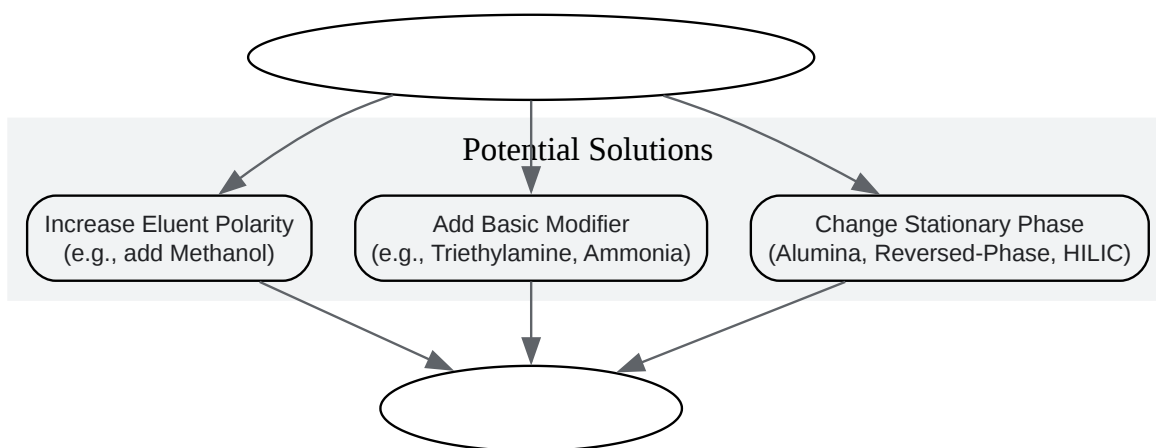 Potential Solutions
Increase Eluent Polarity
(e.g., add Methanol)
Add Basic Modifier
(e.g., Triethylamine, Ammonia)
Change Stationary Phase
(Alumina, Reversed-Phase, HILIC)